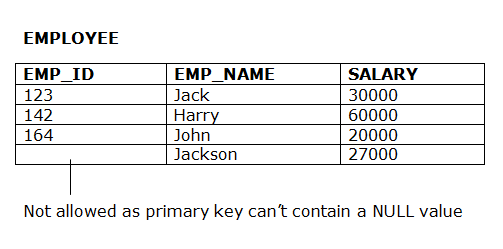 EMPLOYEE
EMP_ID EMP_NAME SALARY
123 Jack 30000
142 Harry 60000
164 John 20000
Jackson 27000
Not allowed as primary key can't contain a NULL value